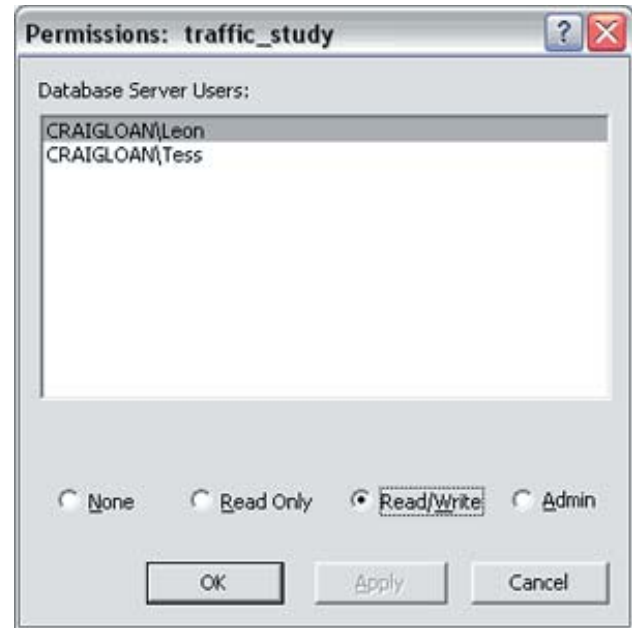 Permissions: traffic_study
?
Database Server Users:
CRAIGLOAN\Leon
CRAIGLOAN\Tess
None Read Only Read/Write Admin
OK Apply Cancel